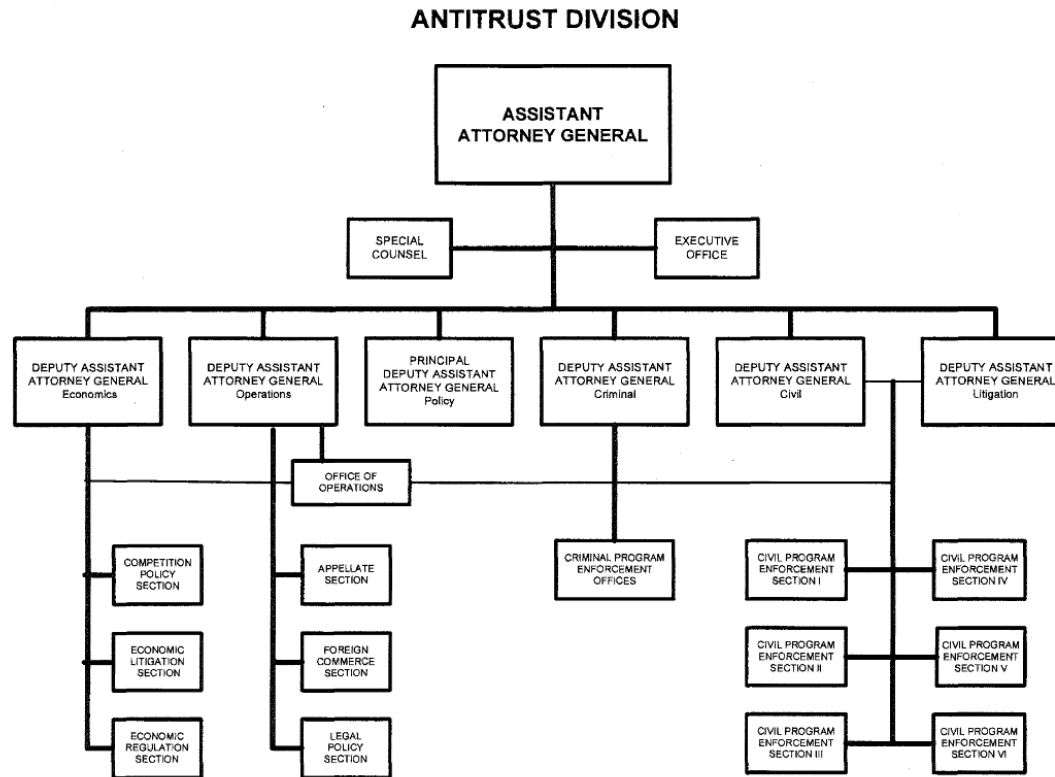 ANTITRUST DIVISION
ASSISTANT
ATTORNEY GENERAL
SPECIAL
COUNSEL
EXECUTIVE
OFFICE
DEPUTY ASSISTANT
ATTORNEY GENERAL
Economics
DEPUTY ASSISTANT
ATTORNEY GENERAL
Operations
PRINCIPAL
DEPUTY ASSISTANT
ATTORNEY GENERAL
Policy
DEPUTY ASSISTANT
ATTORNEY GENERAL
Criminal
DEPUTY ASSISTANT
ATTORNEY GENERAL
Civil
DEPUTY ASSISTANT
ATTORNEY GENERAL
Litigation
OFFICE OF
OPERATIONS
COMPETITION
POLICY
SECTION
APPELLATE
SECTION
CRIMINAL PROGRAM
ENFORCEMENT
OFFICES
CIVIL PROGRAM
ENFORCEMENT
SECTION I
CIVIL PROGRAM
ENFORCEMENT
SECTION IV
ECONOMIC
LITIGATION
SECTION
FOREIGN
COMMERCE
SECTION
CIVIL PROGRAM
ENFORCEMENT
SECTION II
CIVIL PROGRAM
ENFORCEMENT
SECTION V
ECONOMIC
REGULATION
SECTION
LEGAL
POLICY
SECTION
CIVIL PROGRAM
ENFORCEMENT
SECTION III
CIVIL PROGRAM
ENFORCEMENT
SECTION VI